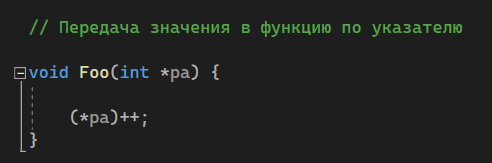 // Передача значения в функцию по указателю
void Foo(int *pa) {
(*pa)++;
}